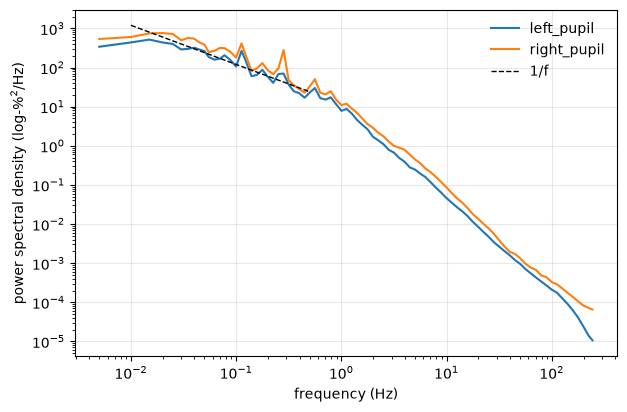 power spectral density (log-%²/Hz)
10³
10²
10¹
10⁰
10⁻¹
10⁻²
10⁻³
10⁻⁴
10⁻⁵
left_pupil
right_pupil
1/f
10⁻²
10⁻¹
10⁰
10¹
10²
frequency (Hz)